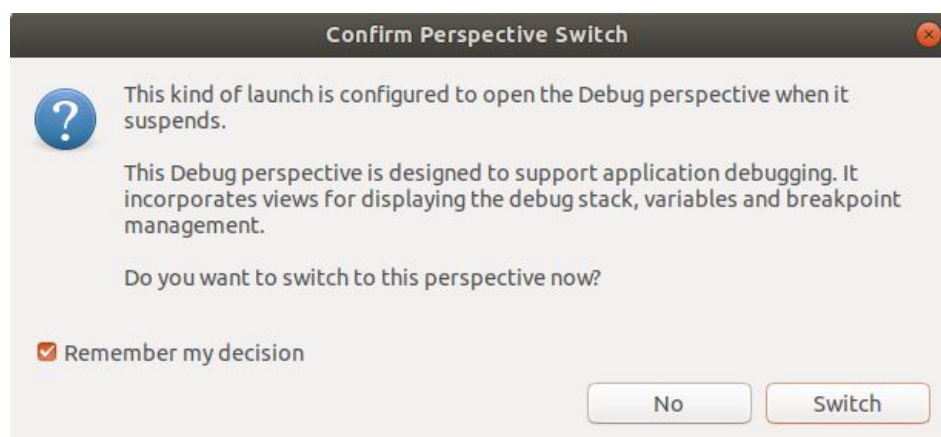 Confirm Perspective Switch
This kind of launch is configured to open the Debug perspective when it
suspends.
This Debug perspective is designed to support application debugging. It
incorporates views for displaying the debug stack, variables and breakpoint
management.
Do you want to switch to this perspective now?
Remember my decision
No
Switch